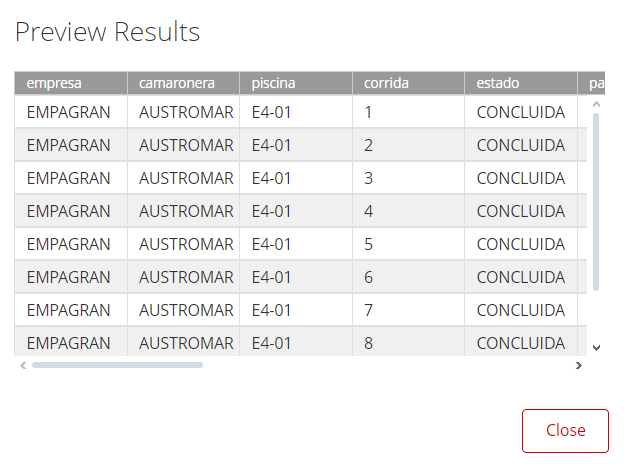 Preview Results
empresa camaronera piscina corrida estado pa
EMPAGRAN AUSTROMAR E4-01 1 CONCLUIDA
EMPAGRAN AUSTROMAR E4-01 2 CONCLUIDA
EMPAGRAN AUSTROMAR E4-01 3 CONCLUIDA
EMPAGRAN AUSTROMAR E4-01 4 CONCLUIDA
EMPAGRAN AUSTROMAR E4-01 5 CONCLUIDA
EMPAGRAN AUSTROMAR E4-01 6 CONCLUIDA
EMPAGRAN AUSTROMAR E4-01 7 CONCLUIDA
EMPAGRAN AUSTROMAR E4-01 8 CONCLUIDA
Close